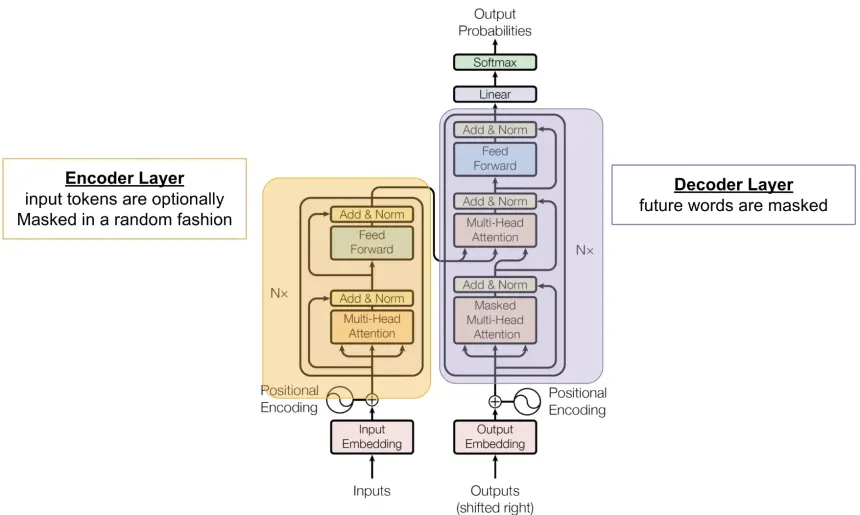 Output
Probabilities
Softmax
Linear
Add & Norm
Feed
Forward
Add & Norm
Multi-Head
Attention
Add & Norm
Masked
Multi-Head
Attention
N×
Decoder Layer
future words are masked
Encoder Layer
input tokens are optionally
Masked in a random fashion
Add & Norm
Feed
Forward
N×
Add & Norm
Multi-Head
Attention
Positional
Encoding
Input
Embedding
Inputs
Positional
Encoding
Output
Embedding
Outputs
(shifted right)